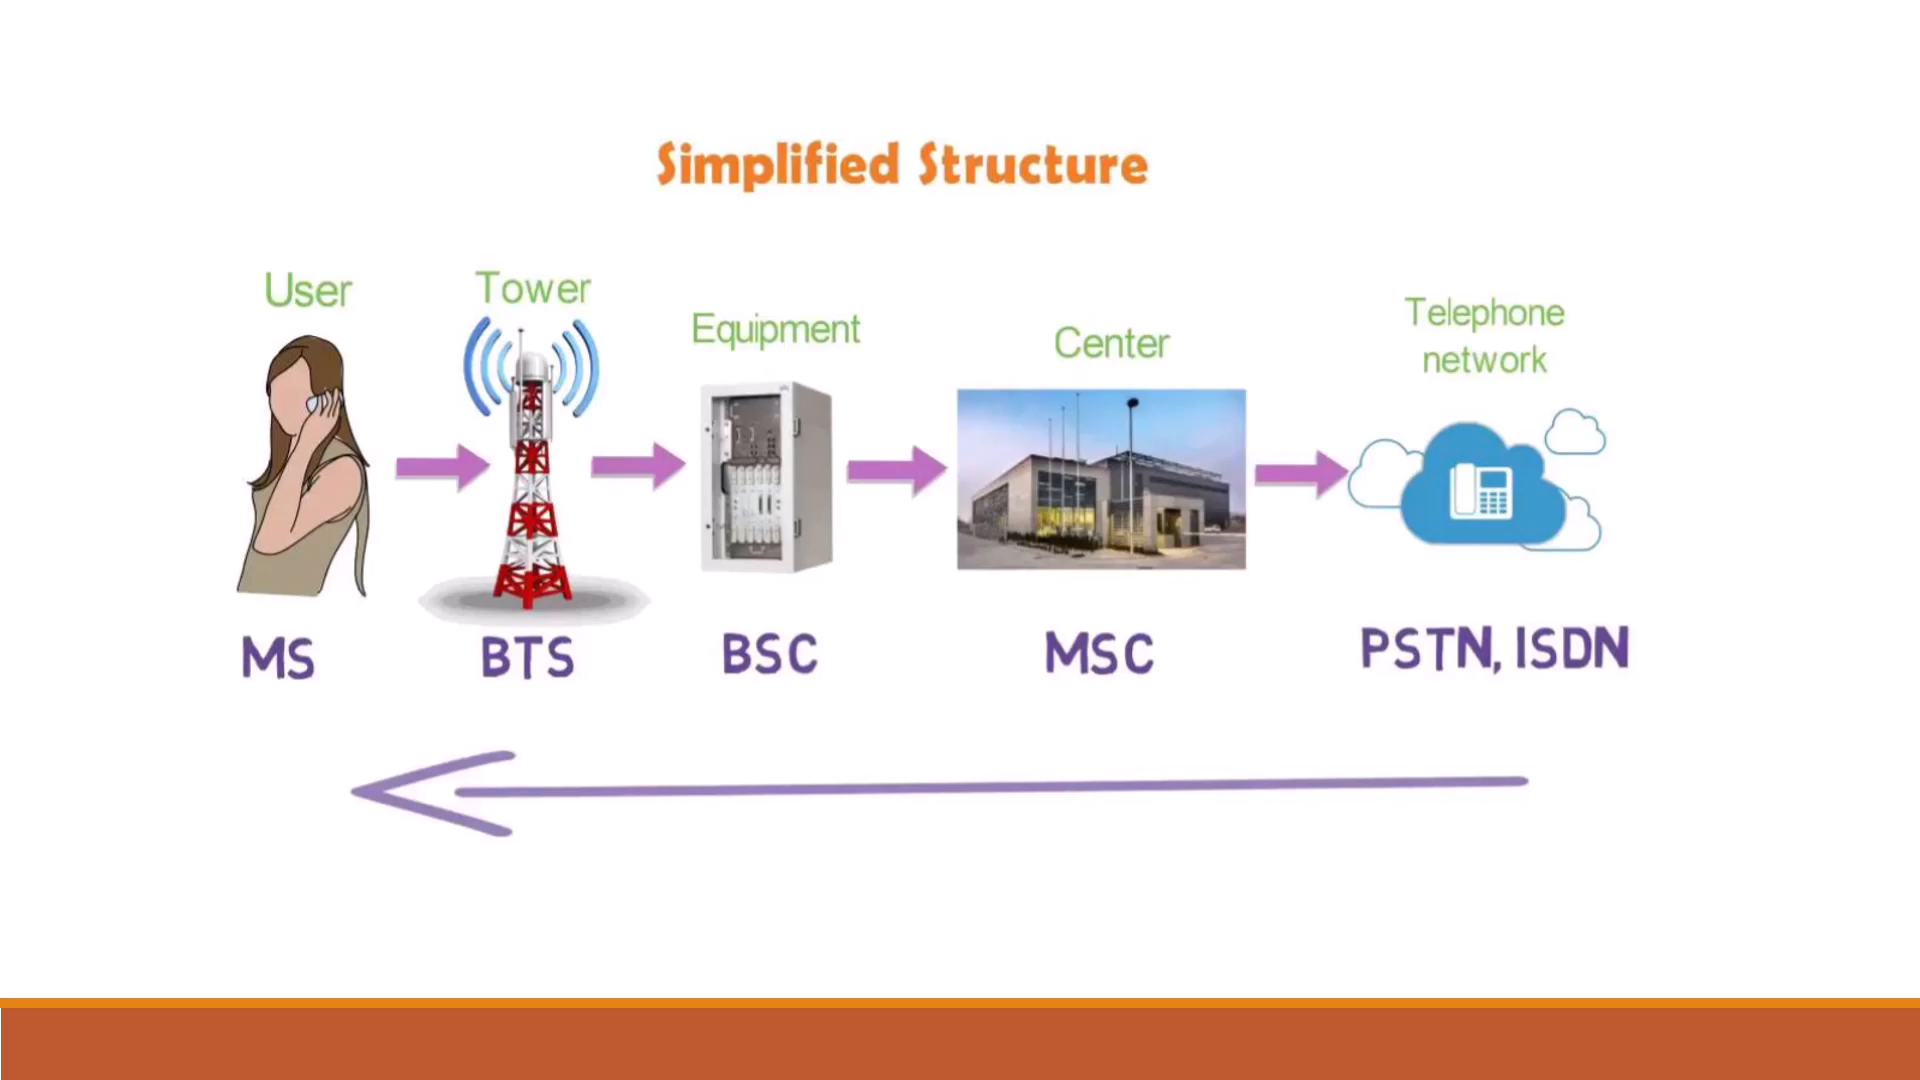 Simplified Structure
User
Tower
Equipment
Center
Telephone
network
MS
BTS
BSC
MSC
PSTN, ISDN